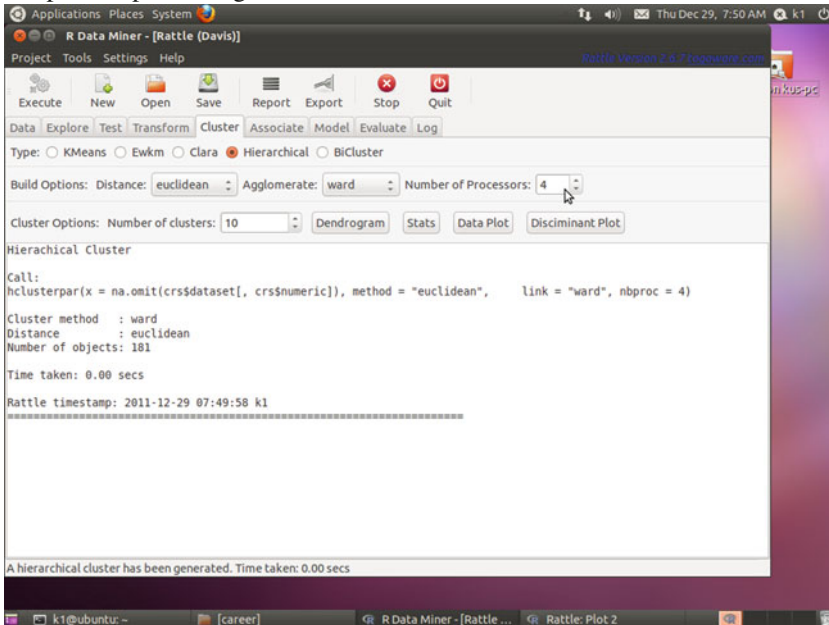 Applications Places System Thu Dec 29, 7:50 AM k1
R Data Miner - [Rattle (Davis)]
Project Tools Settings Help
Execute New Open Save Report Export Stop Quit
Data Explore Test Transform Cluster Associate Model Evaluate Log
Type: KMeans Ewkm Clara Hierarchical BiCluster
Build Options: Distance: euclidean Agglomerate: ward Number of Processors: 4
Cluster Options: Number of clusters: 10 Dendrogram Stats Data Plot Disciminant Plot
Hierachical Cluster
Call:
hclusterpar(x = na.omit(crs$dataset[, crs$numeric]), method = "euclidean", link = "ward", nbproc = 4)
Cluster method : ward
Distance : euclidean
Number of objects: 181
Time taken: 0.00 secs
Rattle timestamp: 2011-12-29 07:49:58 k1
======================================================================
A hierarchical cluster has been generated. Time taken: 0.00 secs
k1@ubuntu: ~ [career] R Data Miner - [Rattle ... Rattle: Plot 2